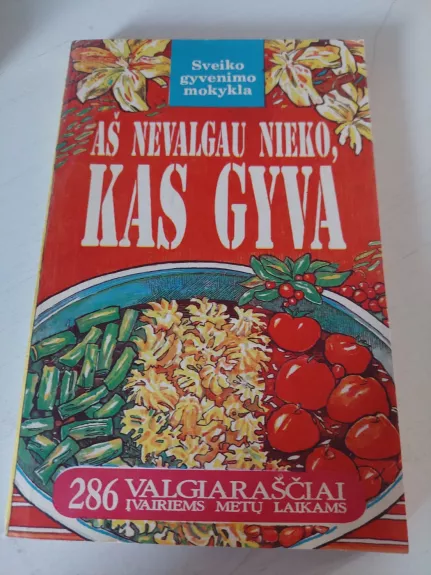 Sveiko
gyvenimo
mokykla
AŠ NEVALGAU NIEKO,
KAS GYVA
286 VALGIARAŠČIAI
ĮVAIRIEMS METŲ LAIKAMS